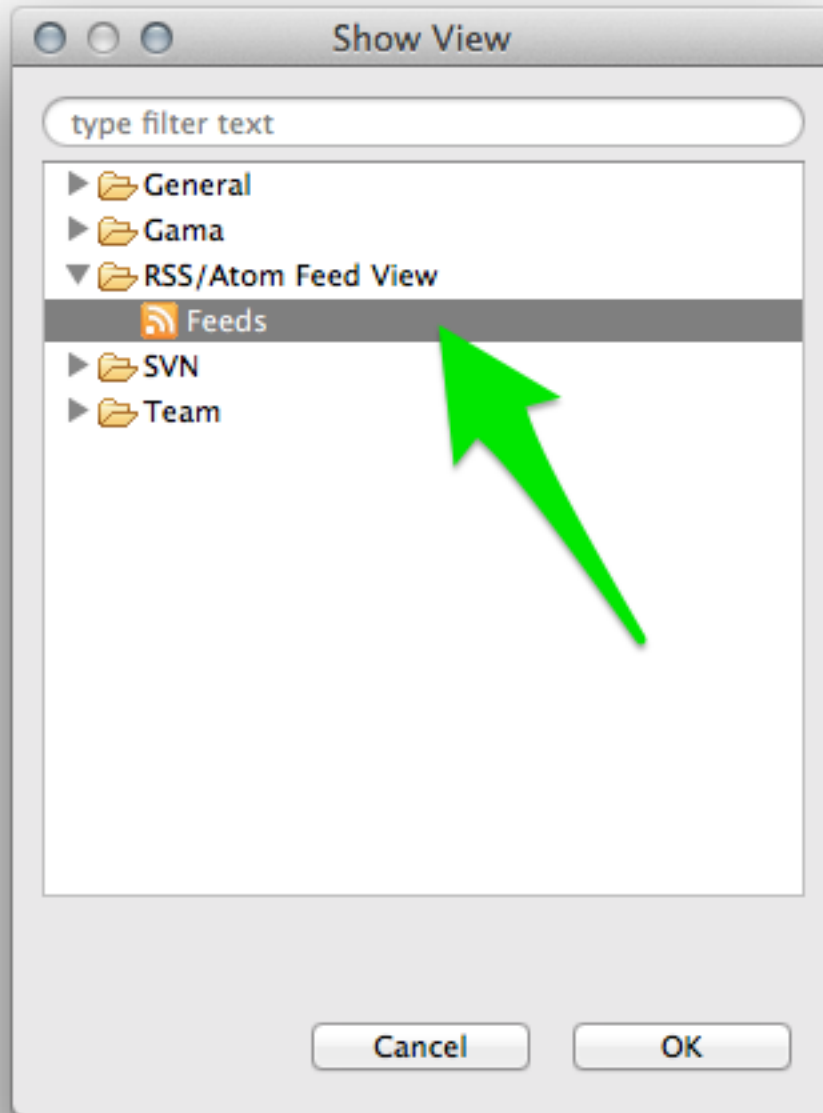 Show View
type filter text
General
Gama
RSS/Atom Feed View
Feeds
SVN
Team
Cancel OK